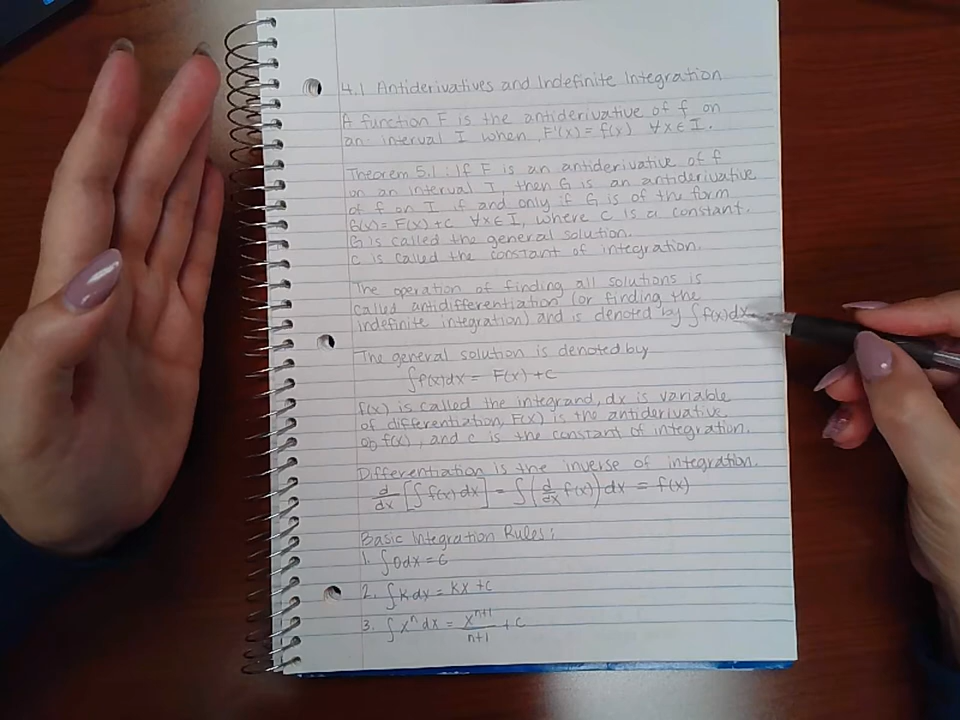 4.1 Antiderivatives and Indefinite Integration
A function F is the antiderivative of f on
an interval I when F'(x) = f(x) ∀x∈I.
Theorem 5.1: If F is an antiderivative of f
on an interval I, then G is an antiderivative
of f on I if and only if G is of the form
G(x) = F(x) + C ∀x∈I, where C is a constant.
G is called the general solution.
C is called the constant of integration.
The operation of finding all solutions is
called antidifferentiation (or finding the
indefinite integration) and is denoted by ∫f(x)dx
The general solution is denoted by
∫f(x)dx = F(x) + C
f(x) is called the integrand, dx is variable
of differentiation, F(x) is the antiderivative
of f(x), and c is the constant of integration.
Differentiation is the inverse of integration.
d/dx [∫f(x)dx] = ∫(d/dx f(x))dx = f(x)
Basic Integration Rules:
1. ∫0dx = C
2. ∫kdx = kx + C
3. ∫xⁿdx = xⁿ⁺¹/n+1 + C